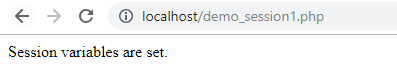 localhost/demo_session1.php
Session variables are set.